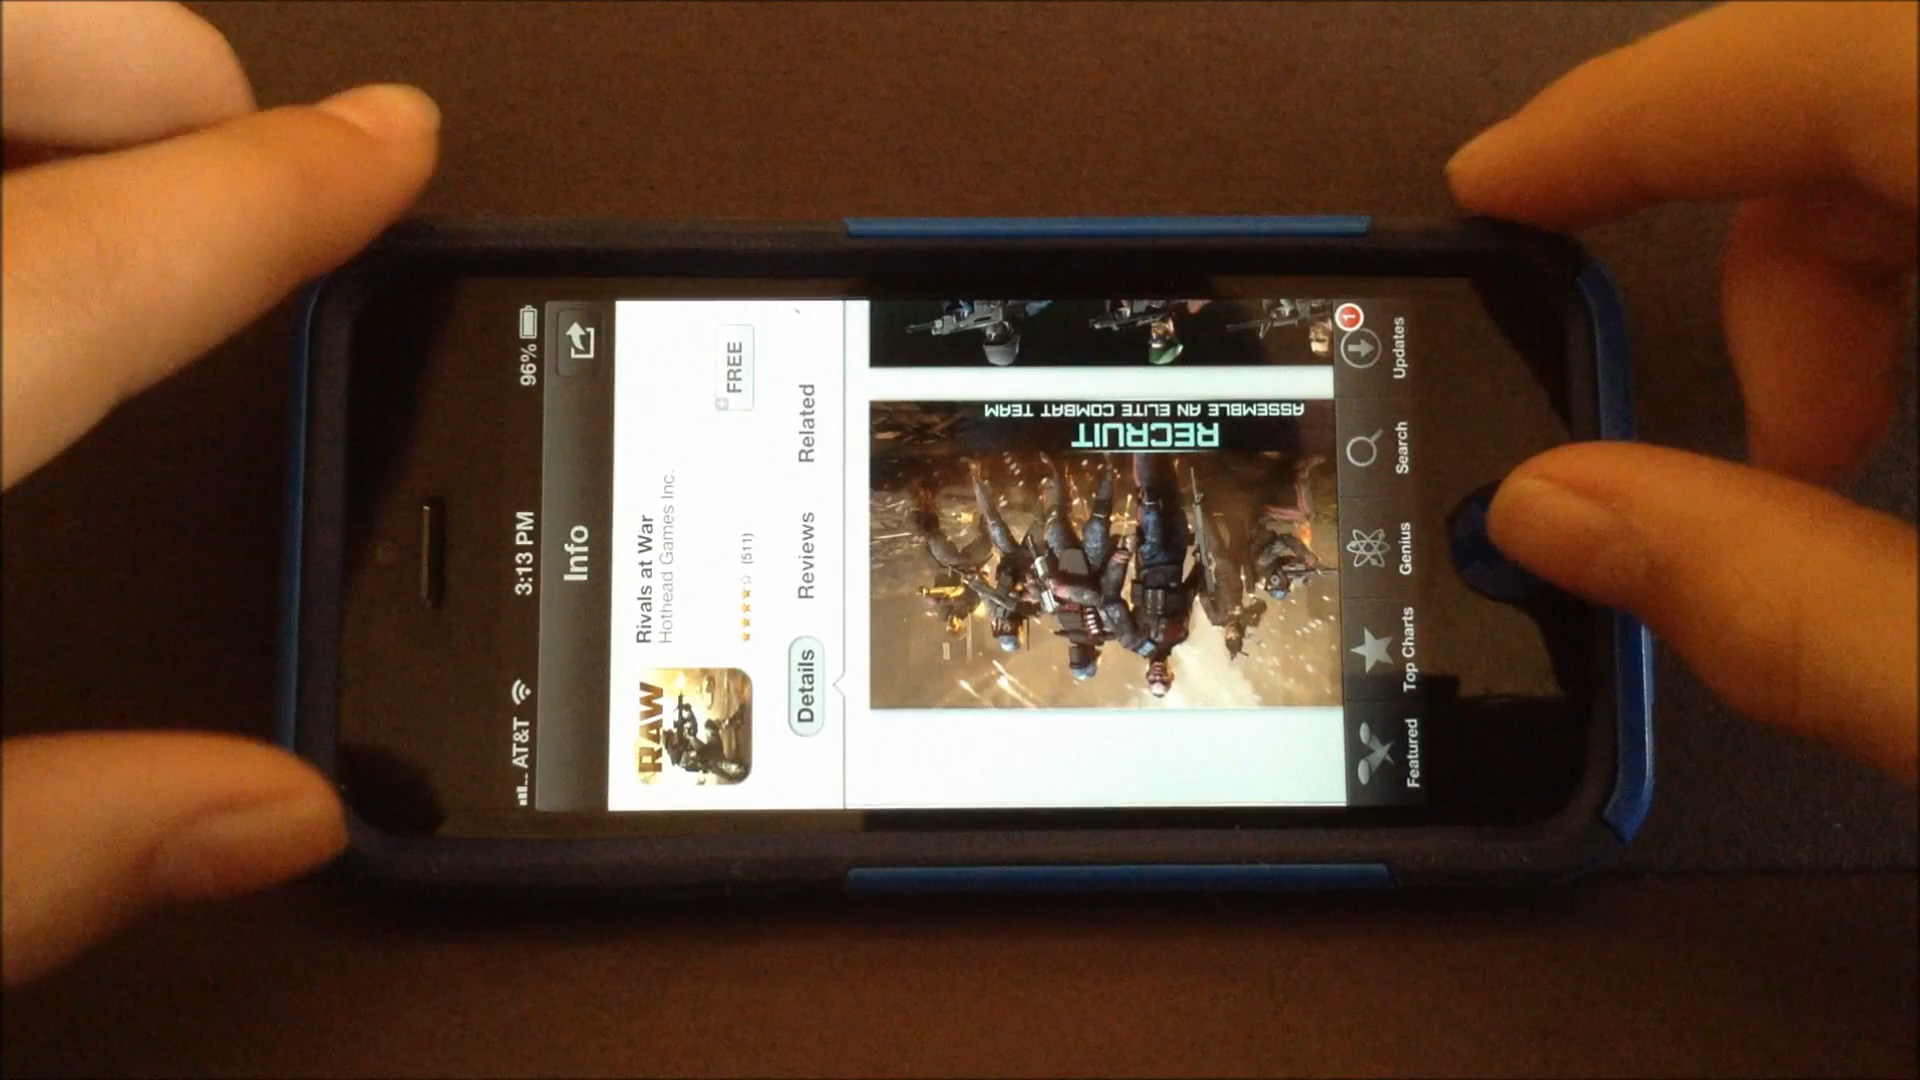 AT&T 3:13 PM 96%
Info
RAW
Rivals at War
Hothead Games Inc.
(511)
FREE
Details Reviews Related
RECRUIT
ASSEMBLE AN ELITE COMBAT TEAM
1
Featured Top Charts Genius Search Updates